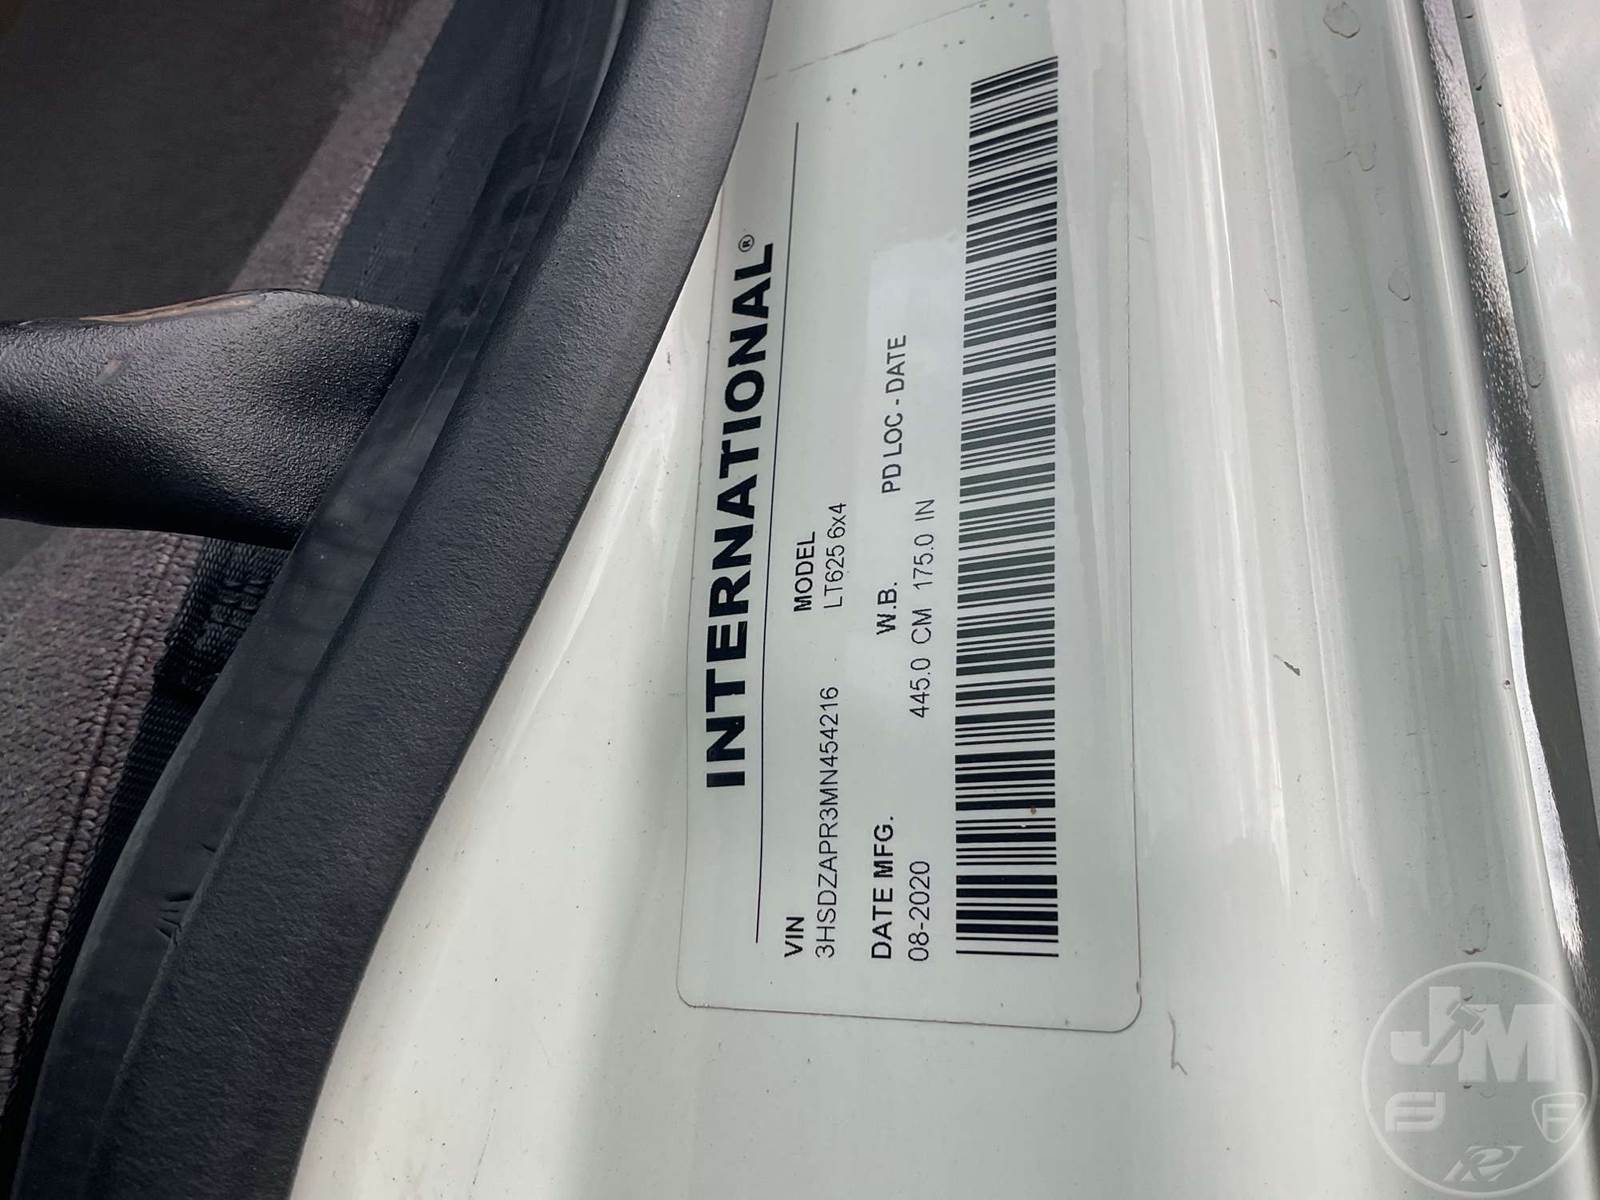 INTERNATIONAL®
VIN MODEL
3HSDZAPR3MN454216 LT625 6x4
DATE MFG. W.B. PD LOC - DATE
08-2020 445.0 CM 175.0 IN
JM
F F